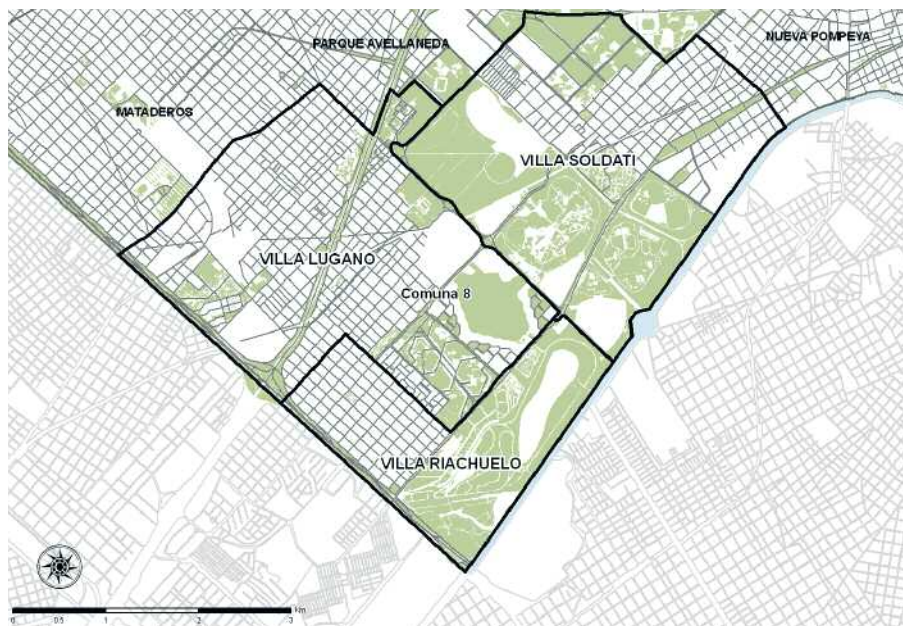 PARQUE AVELLANEDA
NUEVA POMPEYA
MATADEROS
VILLA SOLDATI
VILLA LUGANO
Comuna 8
VILLA RIACHUELO
km
0 0.5 1 2 3